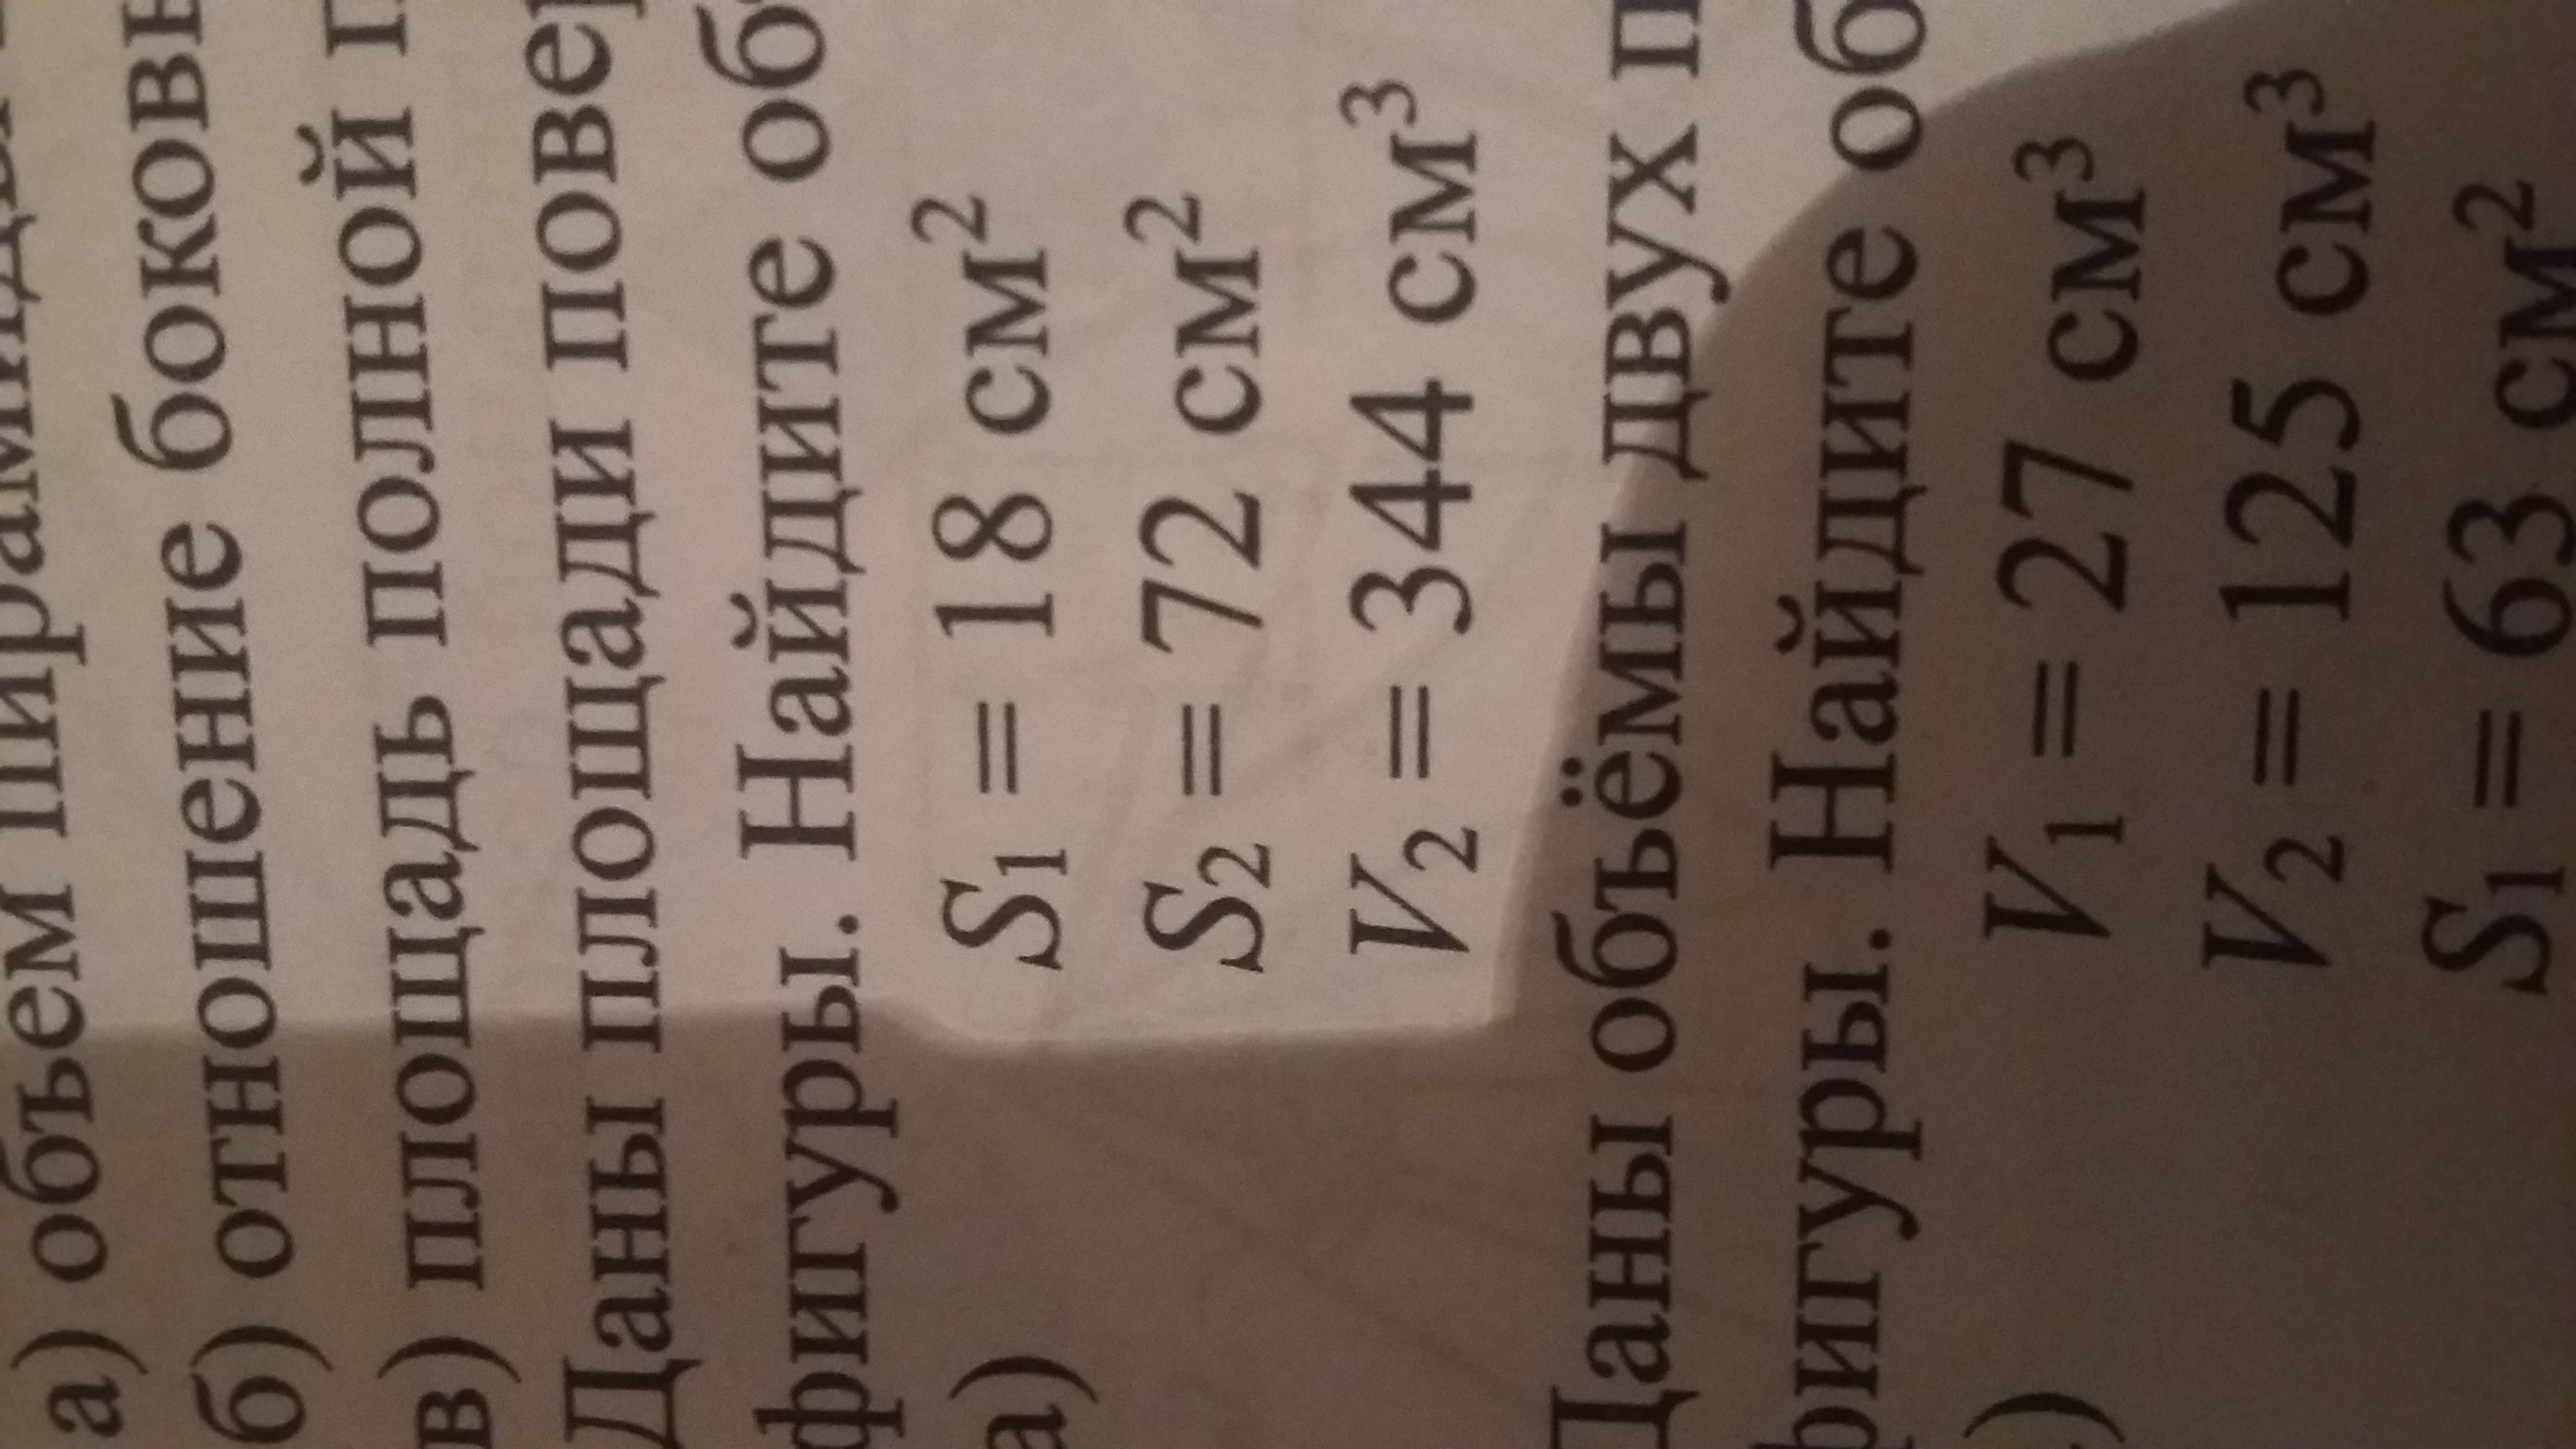 а) объем пирамиды
б) отношение боковы
в) площадь полной п
Даны площади повер
фигуры. Найдите об
а)
S₁ = 18 см²
S₂ = 72 см²
V₂ = 344 см³
Даны объёмы двух п
фигуры. Найдите об
)
V₁ = 27 см³
V₂ = 125 см³
S₁ = 63 см²